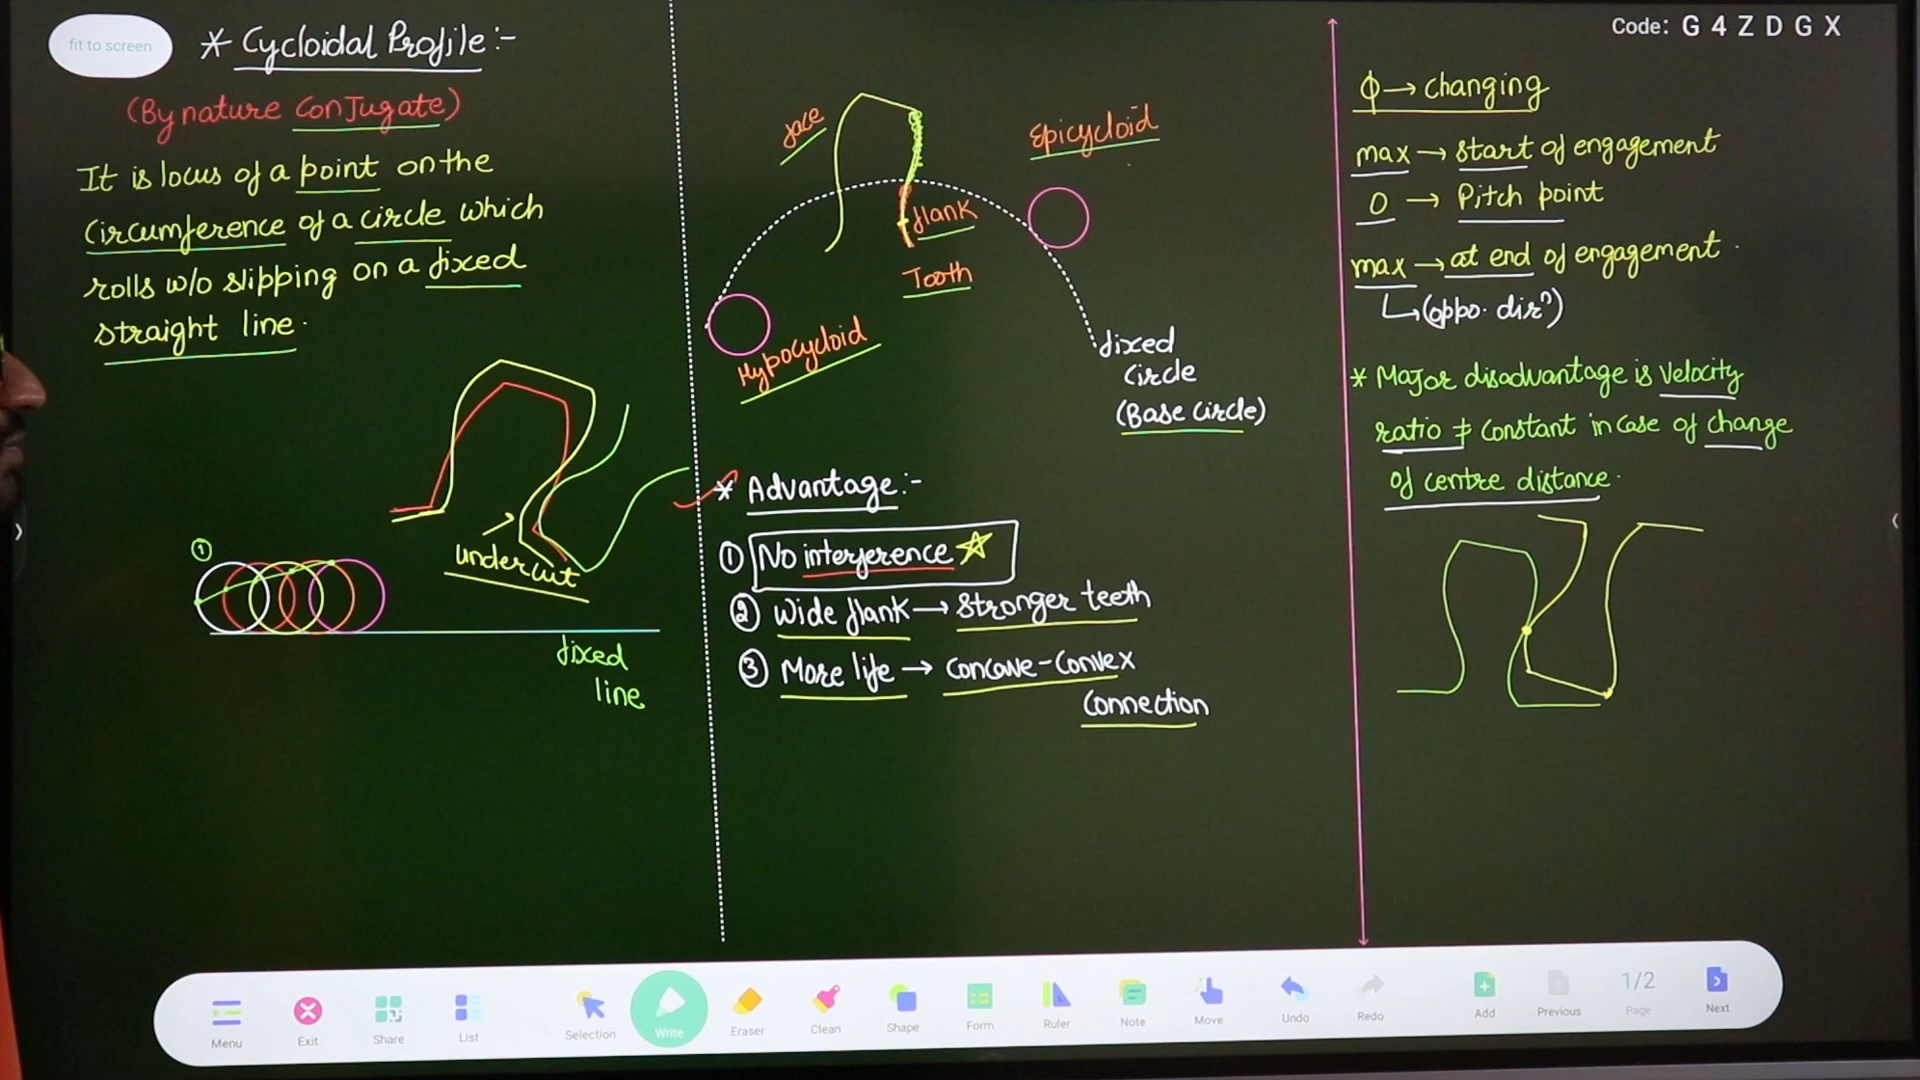 fit to screen
* Cycloidal Profile:-
(By nature Conjugate)
It is locus of a point on the
Circumference of a circle which
rolls w/o slipping on a fixed
straight line.
undercut
①
fixed
line
face
Epicycloid
flank
Tooth
Hypocycloid
fixed
Circle
(Base circle)
* Advantage:-
① No interference ☆
② Wide flank → Stronger teeth
③ More life → Concave-Convex
Connection
Code: G4ZDGX
ϕ → changing
max → start of engagement
0 → Pitch point
max → at end of engagement.
↳ (oppo. dirⁿ)
* Major disadvantage is Velocity
ratio ≠ Constant in case of change
of centre distance.
Menu
Exit
Share
List
Selection
Write
Eraser
Clean
Shape
Form
Ruler
Note
Move
Undo
Redo
Add
Previous
1/2
Page
Next